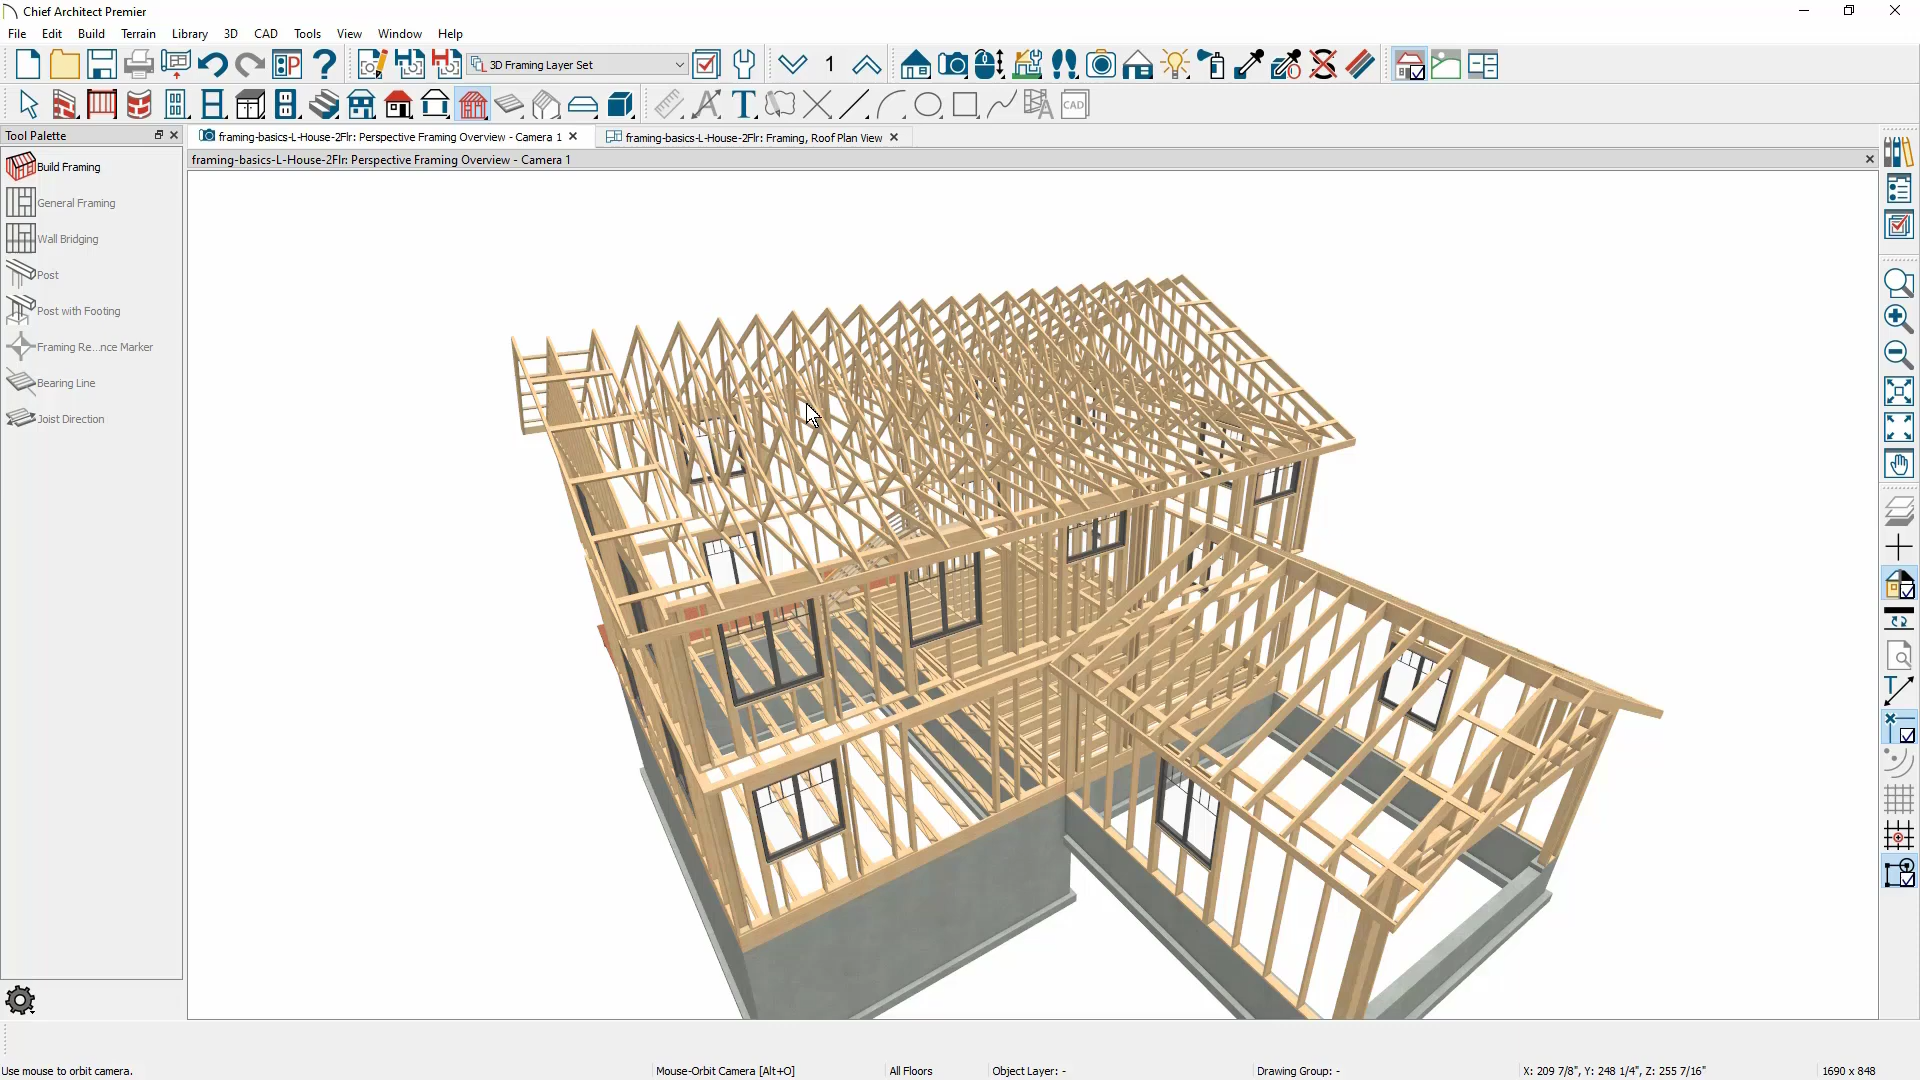 Chief Architect Premier
File Edit Build Terrain Library 3D CAD Tools View Window Help
3D Framing Layer Set
1
CAD
Tool Palette
framing-basics-L-House-2Flr: Perspective Framing Overview - Camera 1
framing-basics-L-House-2Flr: Framing, Roof Plan View
framing-basics-L-House-2Flr: Perspective Framing Overview - Camera 1
Build Framing
General Framing
Wall Bridging
Post
Post with Footing
Framing Re...nce Marker
Bearing Line
Joist Direction
Use mouse to orbit camera.
Mouse-Orbit Camera [Alt+O]
All Floors
Object Layer: -
Drawing Group: -
X: 209 7/8", Y: 248 1/4", Z: 255 7/16"
1690 x 848